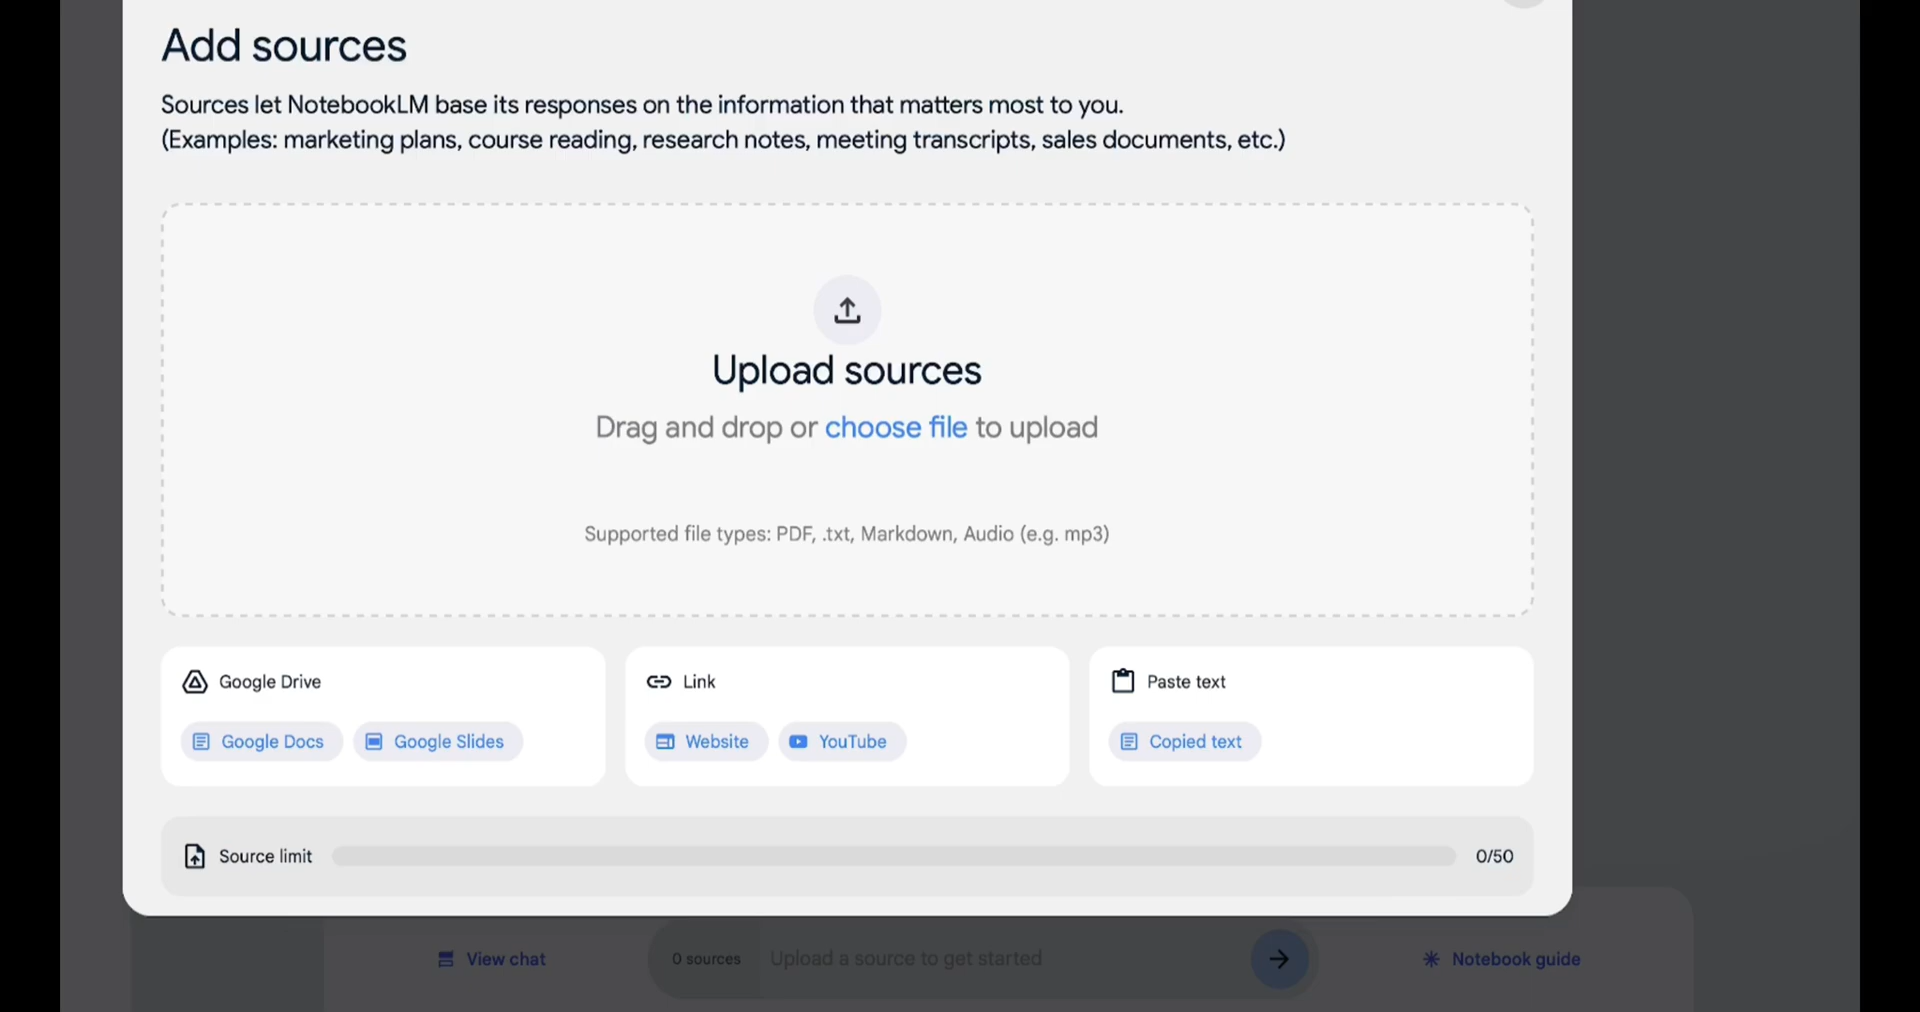 Add sources
Sources let NotebookLM base its responses on the information that matters most to you.
(Examples: marketing plans, course reading, research notes, meeting transcripts, sales documents, etc.)
Upload sources
Drag and drop or choose file to upload
Supported file types: PDF, .txt, Markdown, Audio (e.g. mp3)
Google Drive
Google Docs Google Slides
Link
Website YouTube
Paste text
Copied text
Source limit 0/50
View chat 0 sources Upload a source to get started Notebook guide